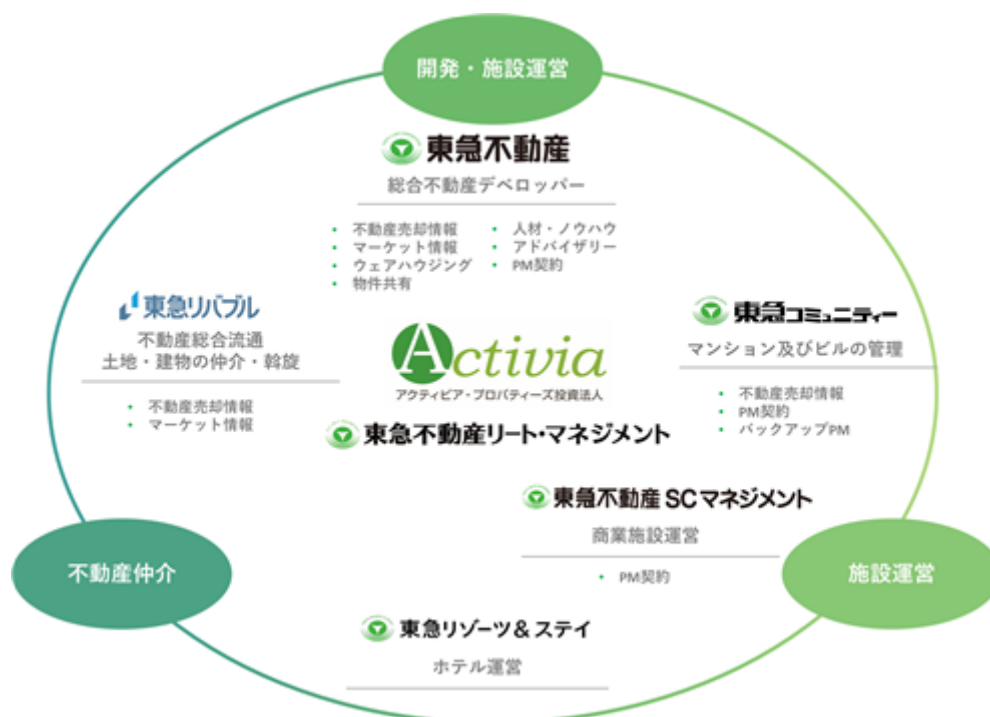 開発・施設運営
東急不動産
総合不動産デベロッパー
・ 不動産売却情報
・ マーケット情報
・ ウェアハウジング
・ 物件共有
・ 人材・ノウハウ
・ アドバイザリー
・ PM契約
東急リバブル
不動産総合流通
土地・建物の仲介・斡旋
・ 不動産売却情報
・ マーケット情報
Activia
アクティビア・プロパティーズ投資法人
東急不動産リート・マネジメント
東急コミュニティー
マンション及びビルの管理
・ 不動産売却情報
・ PM契約
・ バックアップPM
東急不動産SCマネジメント
商業施設運営
・ PM契約
不動産仲介
施設運営
東急リゾーツ&ステイ
ホテル運営